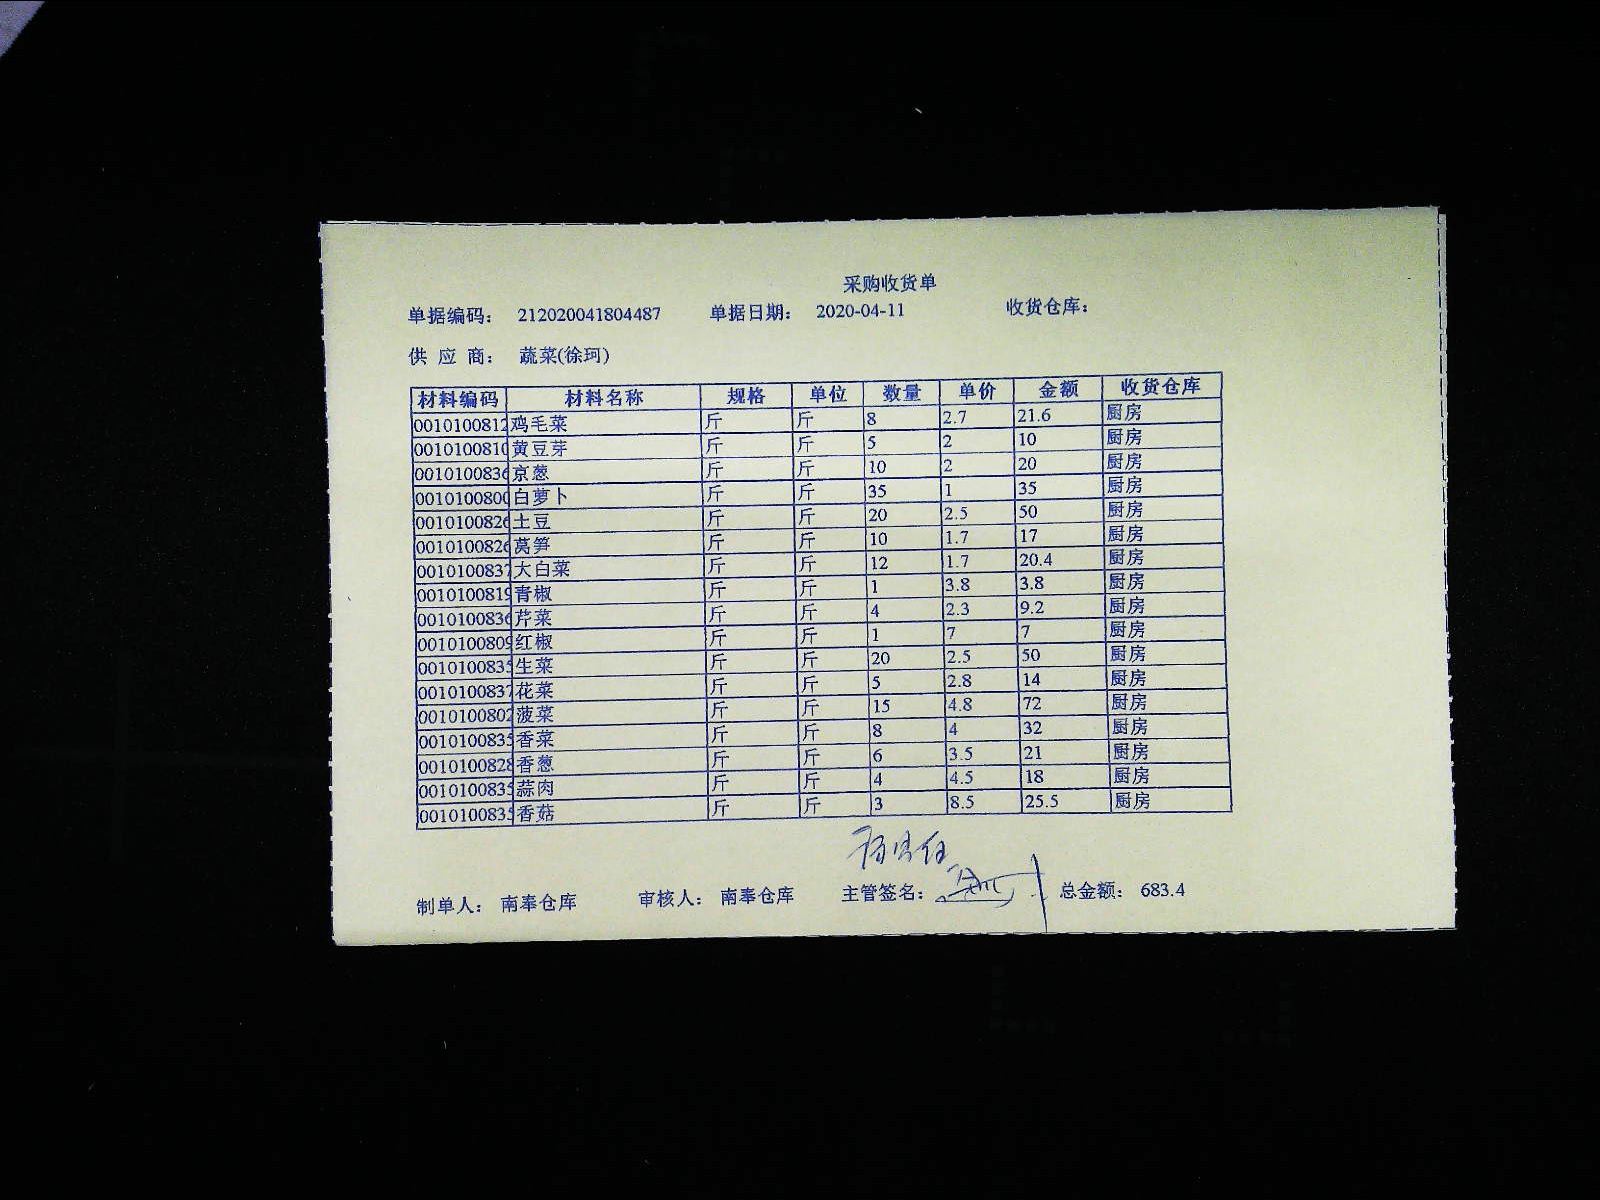 采购收货单
单据编码： 212020041804487 单据日期： 2020-04-11 收货仓库：
供 应 商： 蔬菜(徐珂)
材料编码 材料名称 规格 单位 数量 单价 金额 收货仓库
0010100812 鸡毛菜 斤 斤 8 2.7 21.6 厨房
001010081 黄豆芽 斤 斤 5 2 10 厨房
001010083 京葱 斤 斤 10 2 20 厨房
001010080 白萝卜 斤 斤 35 1 35 厨房
001010082 土豆 斤 斤 20 2.5 50 厨房
001010082 莴笋 斤 斤 10 1.7 17 厨房
0010100837 大白菜 斤 斤 12 1.7 20.4 厨房
0010100819 青椒 斤 斤 1 3.8 3.8 厨房
001010083 芹菜 斤 斤 4 2.3 9.2 厨房
0010100809 红椒 斤 斤 1 7 7 厨房
0010100835 生菜 斤 斤 20 2.5 50 厨房
0010100837 花菜 斤 斤 5 2.8 14 厨房
0010100802 菠菜 斤 斤 15 4.8 72 厨房
0010100835 香菜 斤 斤 8 4 32 厨房
0010100828 香葱 斤 斤 6 3.5 21 厨房
0010100835 蒜肉 斤 斤 4 4.5 18 厨房
0010100835 香菇 斤 斤 3 8.5 25.5 厨房
制单人： 南奉仓库 审核人： 南奉仓库 主管签名： 总金额： 683.4